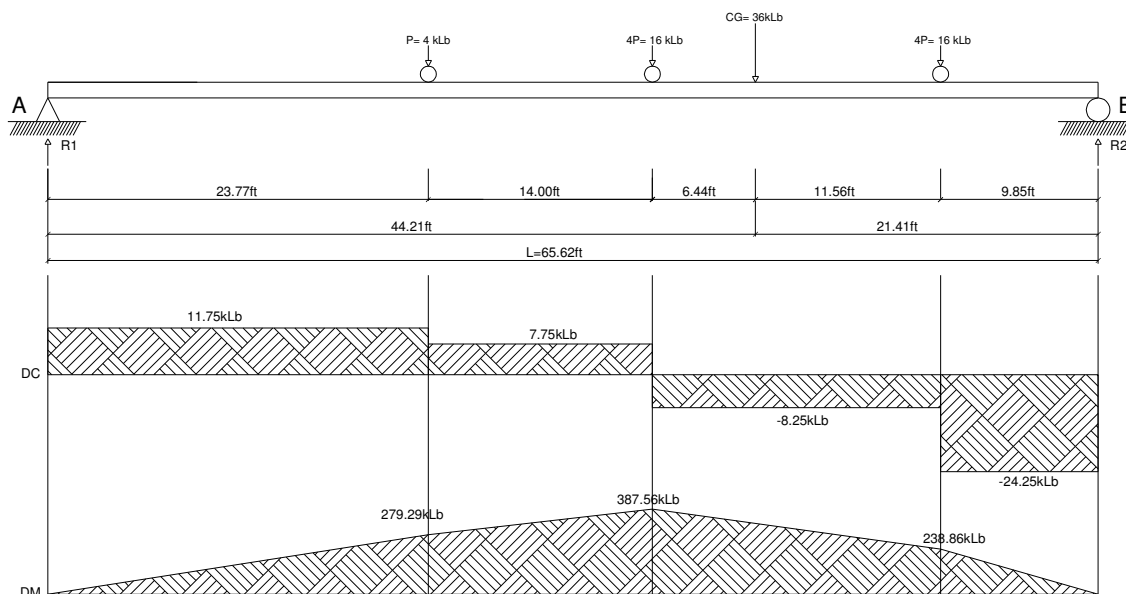 CG= 36kLb
P= 4 kLb
4P= 16 kLb
4P= 16 kLb
A
B
R1
R2
23.77ft
14.00ft
6.44ft
11.56ft
9.85ft
44.21ft
21.41ft
L=65.62ft
11.75kLb
7.75kLb
DC
-8.25kLb
-24.25kLb
387.56kLb
279.29kLb
238.86kLb
DM